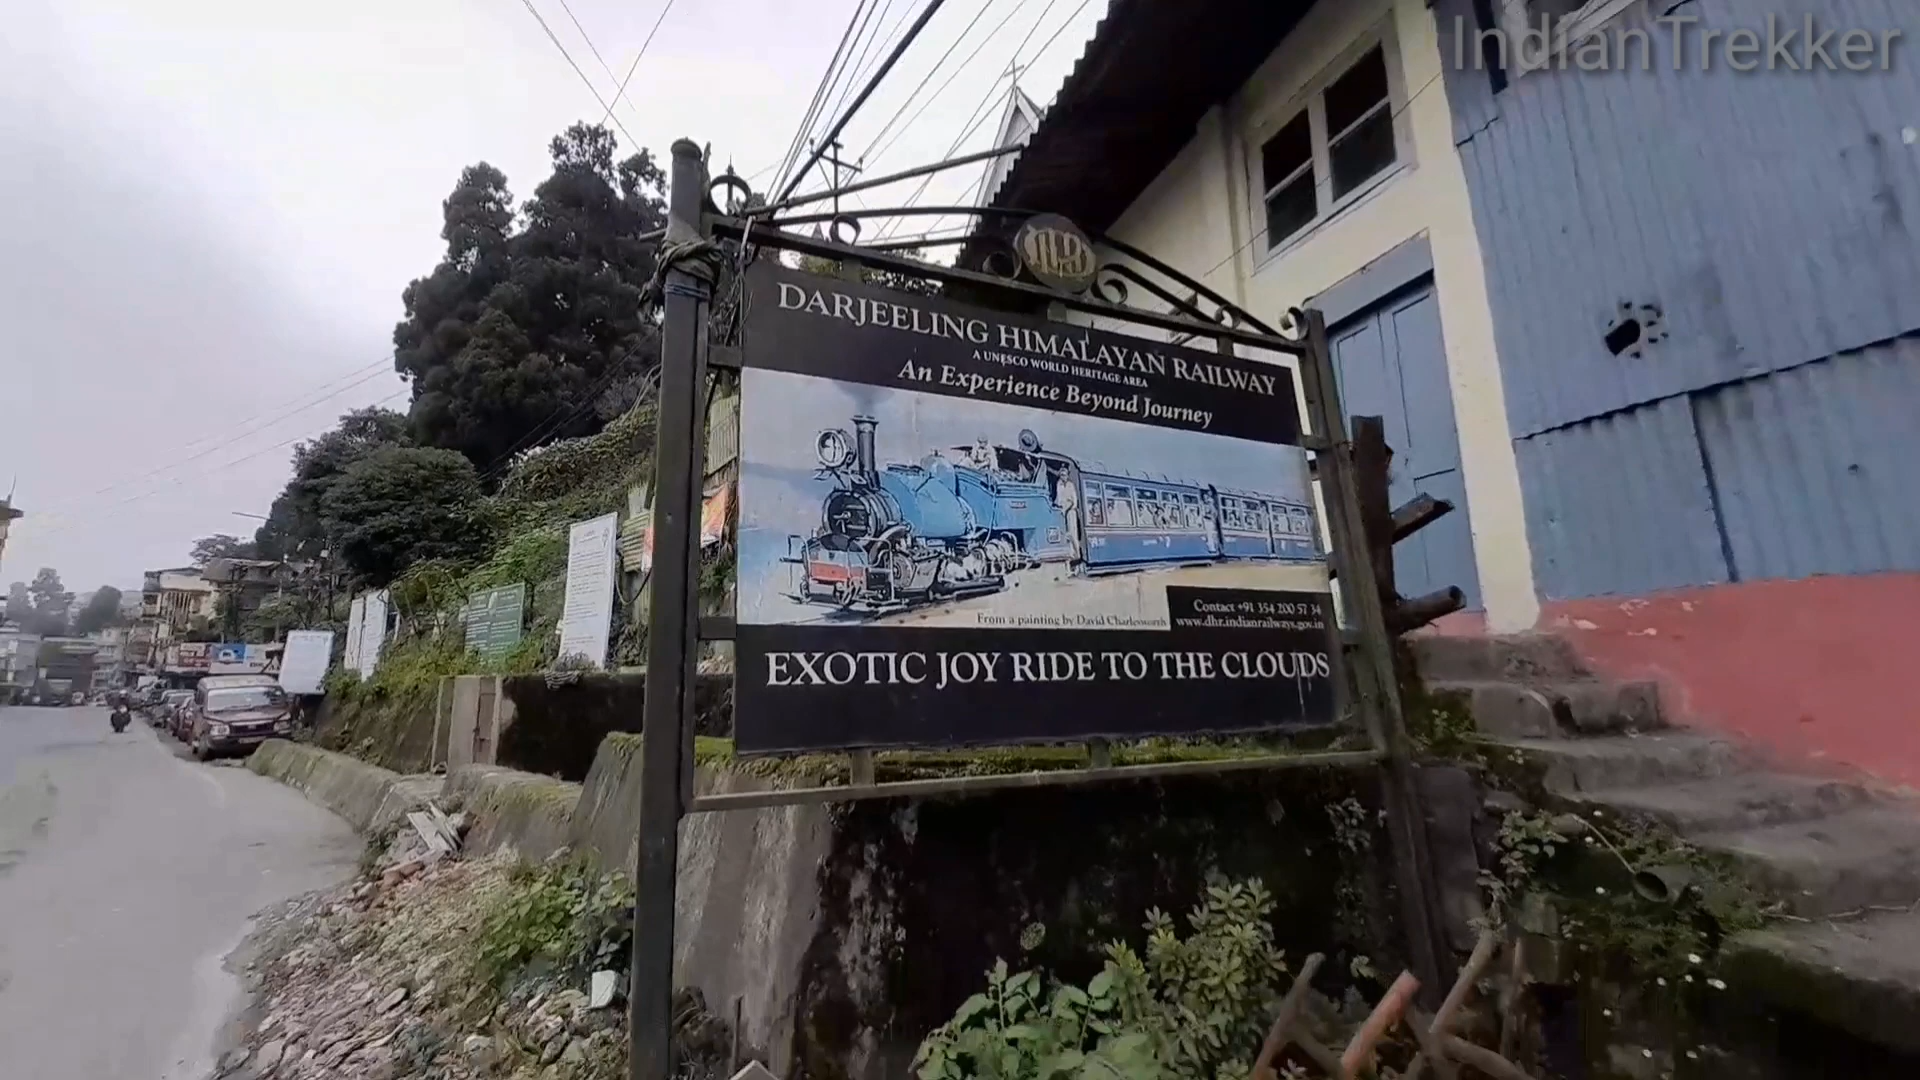 IndianTrekker
DHR
DARJEELING HIMALAYAN RAILWAY
A UNESCO WORLD HERITAGE AREA
An Experience Beyond Journey
From a painting by David Charlesworth
Contact +91 354 200 57 34
www.dhr.indianrailways.gov.in
EXOTIC JOY RIDE TO THE CLOUDS